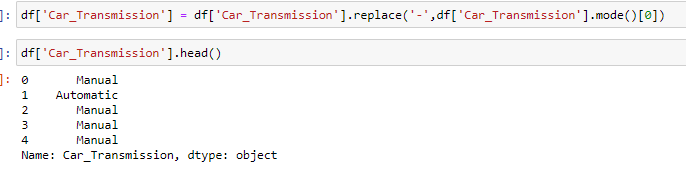 ]: df['Car_Transmission'] = df['Car_Transmission'].replace('-',df['Car_Transmission'].mode()[0])
]: df['Car_Transmission'].head()
]: 0 Manual
1 Automatic
2 Manual
3 Manual
4 Manual
Name: Car_Transmission, dtype: object